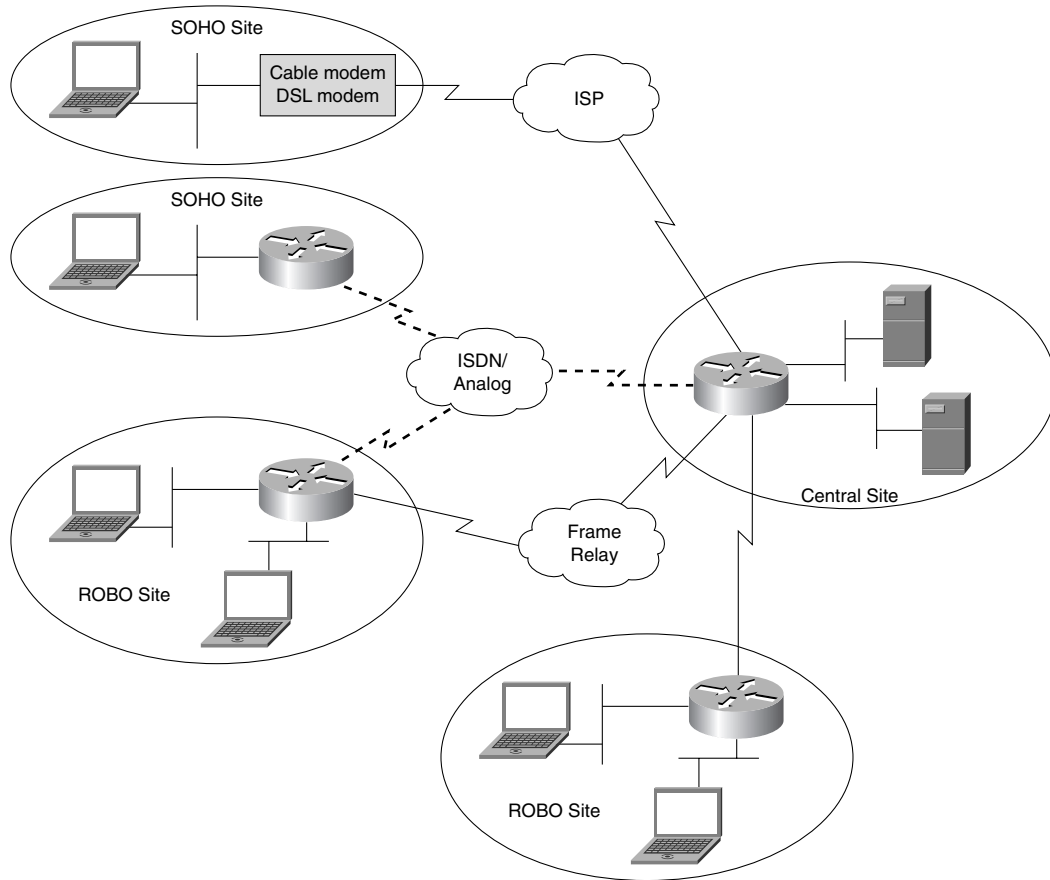 SOHO Site
Cable modem
DSL modem
ISP
SOHO Site
ISDN/
Analog
Central Site
Frame
Relay
ROBO Site
ROBO Site